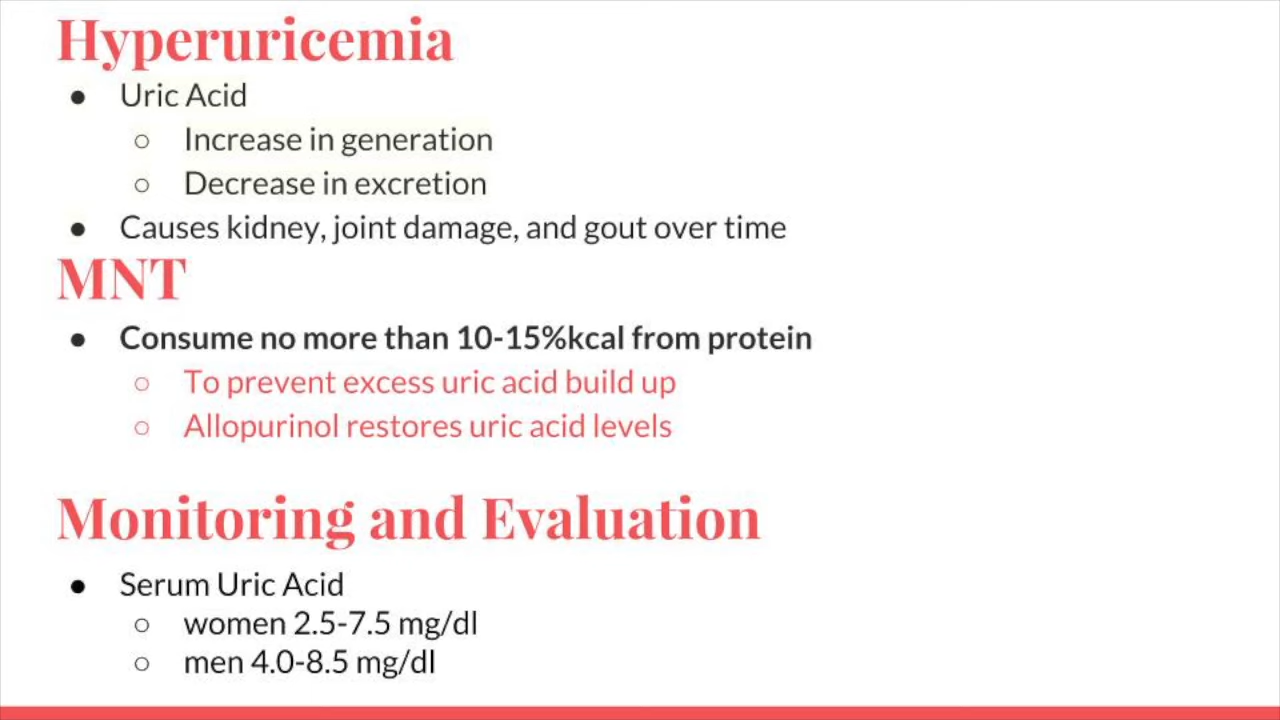 Hyperuricemia
● Uric Acid
○ Increase in generation
○ Decrease in excretion
● Causes kidney, joint damage, and gout over time
MNT
● Consume no more than 10-15%kcal from protein
○ To prevent excess uric acid build up
○ Allopurinol restores uric acid levels
Monitoring and Evaluation
● Serum Uric Acid
○ women 2.5-7.5 mg/dl
○ men 4.0-8.5 mg/dl